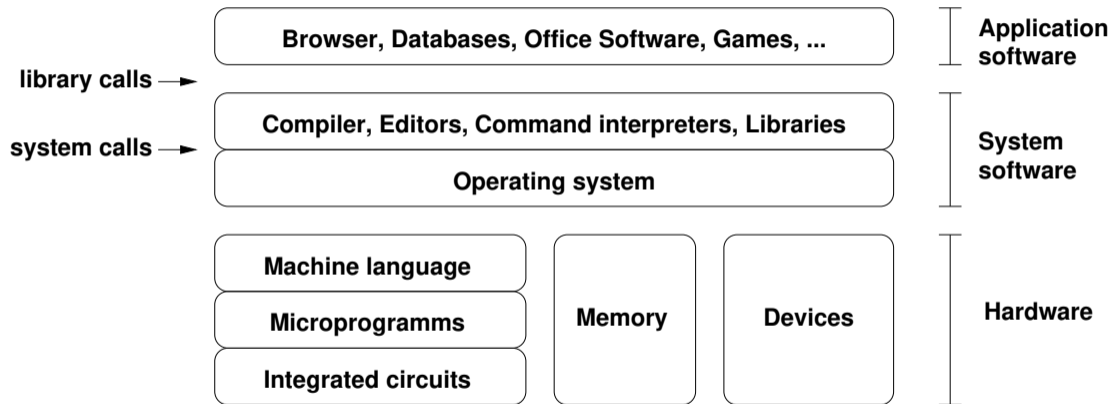 Browser, Databases, Office Software, Games, ...
Application
software
library calls
Compiler, Editors, Command interpreters, Libraries
system calls
System
software
Operating system
Machine language
Microprogramms
Integrated circuits
Memory
Devices
Hardware